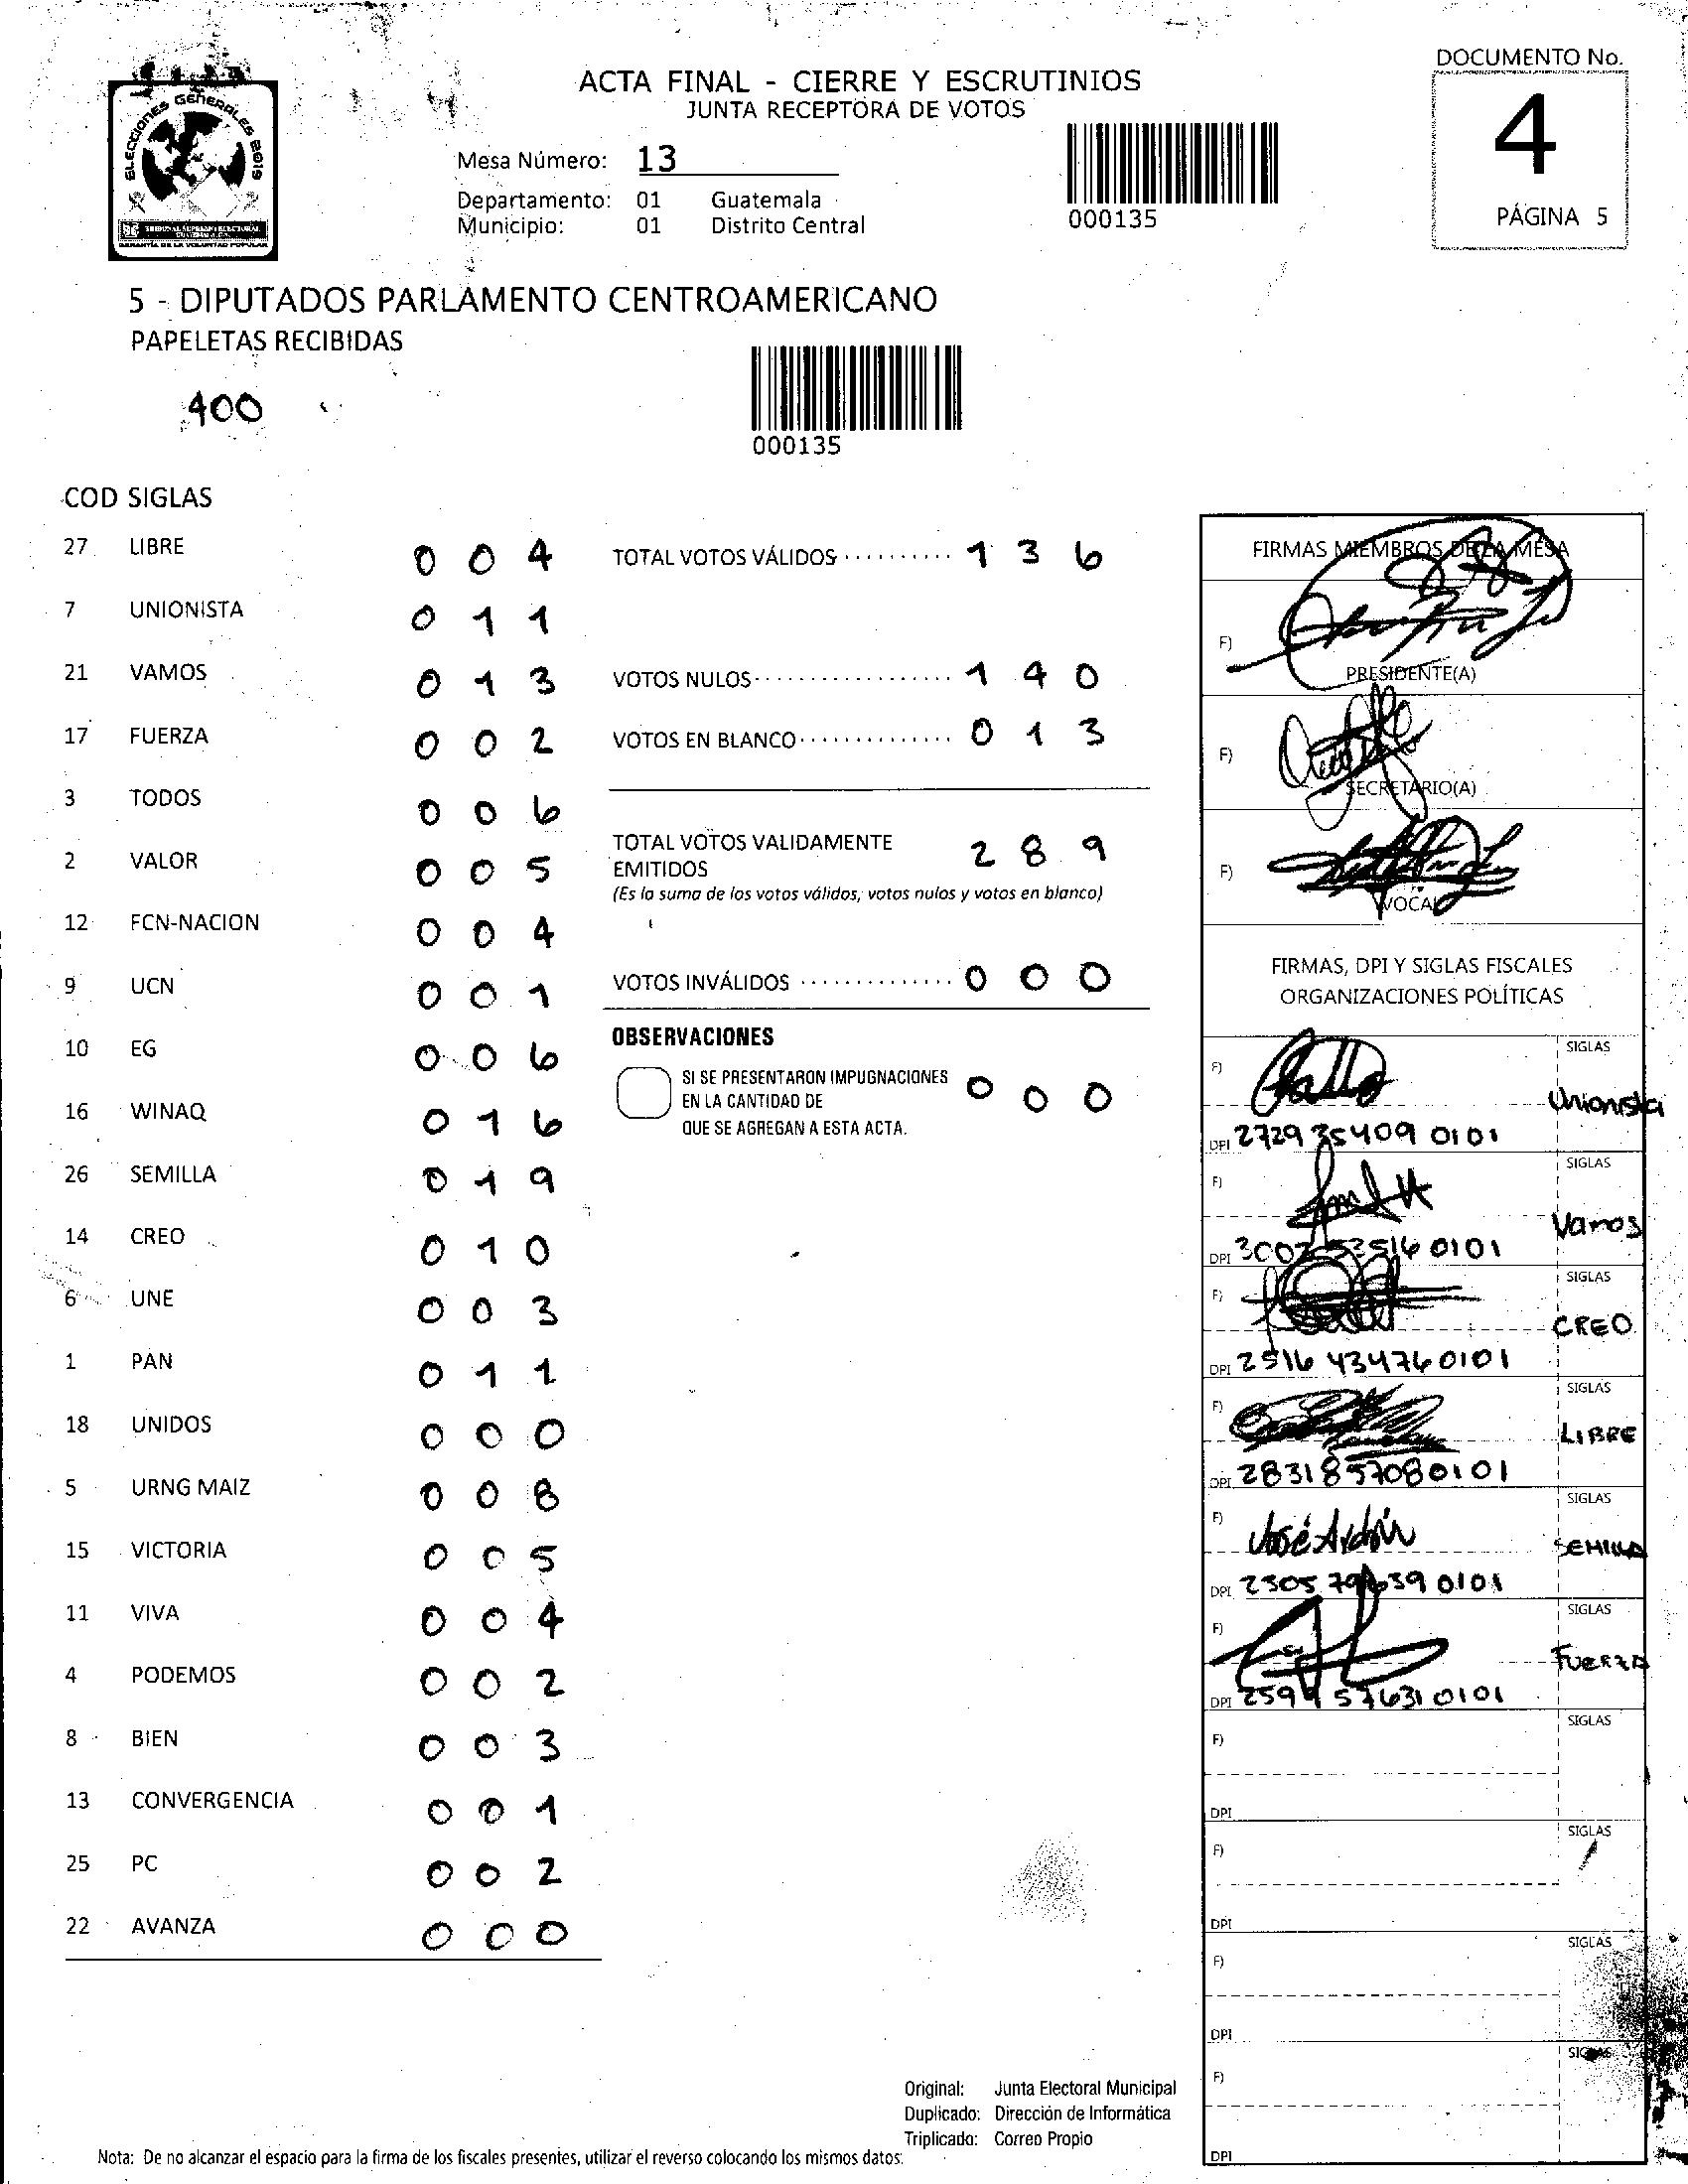 DOCUMENTO No.
4
PÁGINA 5
ELECCIONES GENERALES 2019
TRIBUNAL SUPREMO ELECTORAL
GUATEMALA, C.A.
GARANTÍA DE LA VOLUNTAD POPULAR
ACTA FINAL - CIERRE Y ESCRUTINIOS
JUNTA RECEPTORA DE VOTOS
Mesa Número: 13
Departamento: 01 Guatemala
Municipio: 01 Distrito Central
000135
5 - DIPUTADOS PARLAMENTO CENTROAMERICANO
PAPELETAS RECIBIDAS
400
000135
COD SIGLAS
27 LIBRE 0 0 4
7 UNIONISTA 0 1 1
21 VAMOS 0 1 3
17 FUERZA 0 0 2
3 TODOS 0 0 6
2 VALOR 0 0 5
12 FCN-NACION 0 0 4
9 UCN 0 0 1
10 EG 0 0 6
16 WINAQ 0 1 6
26 SEMILLA 0 1 9
14 CREO 0 1 0
6 UNE 0 0 3
1 PAN 0 1 1
18 UNIDOS 0 0 0
5 URNG MAIZ 0 0 8
15 VICTORIA 0 0 5
11 VIVA 0 0 4
4 PODEMOS 0 0 2
8 BIEN 0 0 3
13 CONVERGENCIA 0 0 1
25 PC 0 0 2
22 AVANZA 0 0 0
TOTAL VOTOS VÁLIDOS 1 3 6
VOTOS NULOS 1 4 0
VOTOS EN BLANCO 0 1 3
TOTAL VOTOS VALIDAMENTE
EMITIDOS 2 8 9
(Es la suma de los votos válidos, votos nulos y votos en blanco)
VOTOS INVÁLIDOS 0 0 0
OBSERVACIONES
SI SE PRESENTARON IMPUGNACIONES
EN LA CANTIDAD DE 0 0 0
QUE SE AGREGAN A ESTA ACTA.
FIRMAS MIEMBROS DE LA MESA
F)
PRESIDENTE(A)
F)
SECRETARIO(A)
F)
VOCAL
FIRMAS, DPI Y SIGLAS FISCALES
ORGANIZACIONES POLÍTICAS
SIGLAS
F) Unionista
DPI 2729 35409 0101
SIGLAS
F) Vamos
DPI 0101
SIGLAS
F) CREO
DPI 2516 43476 0101
SIGLAS
F) LIBRE
DPI 2831 85708 0101
SIGLAS
F) José Ardón SEMILLA
DPI 2305 0101
SIGLAS
F) FUERZA
DPI 57631 0101
SIGLAS
F)
DPI
SIGLAS
F)
DPI
SIGLAS
F)
DPI
SIGLAS
F)
DPI
Original: Junta Electoral Municipal
Duplicado: Dirección de Informática
Triplicado: Correo Propio
Nota: De no alcanzar el espacio para la firma de los fiscales presentes, utilizar el reverso colocando los mismos datos.